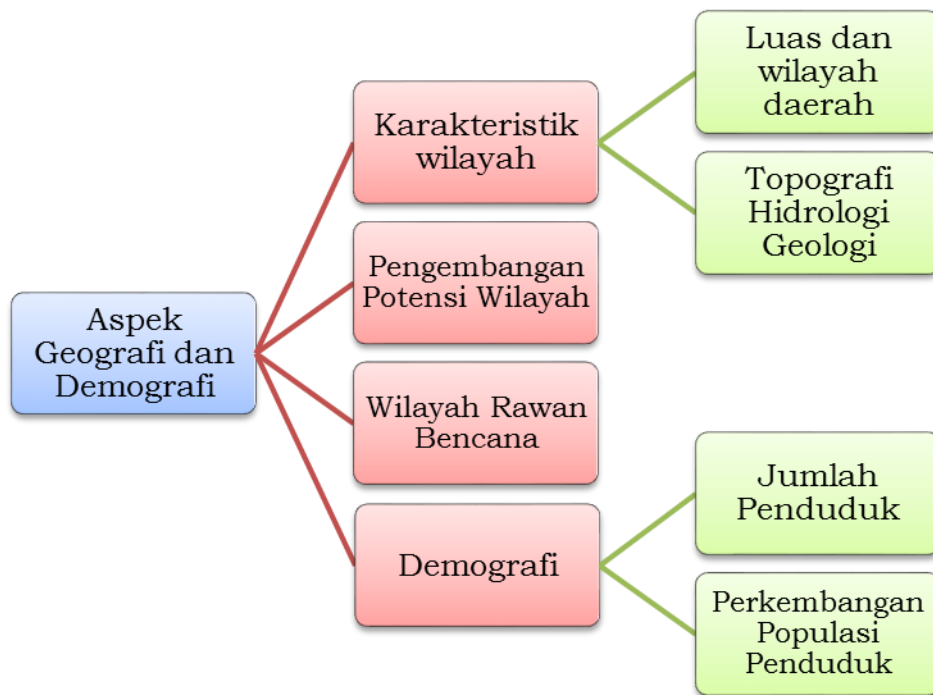 Aspek
Geografi dan
Demografi
Karakteristik
wilayah
Luas dan
wilayah
daerah
Topografi
Hidrologi
Geologi
Pengembangan
Potensi Wilayah
Wilayah Rawan
Bencana
Demografi
Jumlah
Penduduk
Perkembangan
Populasi
Penduduk